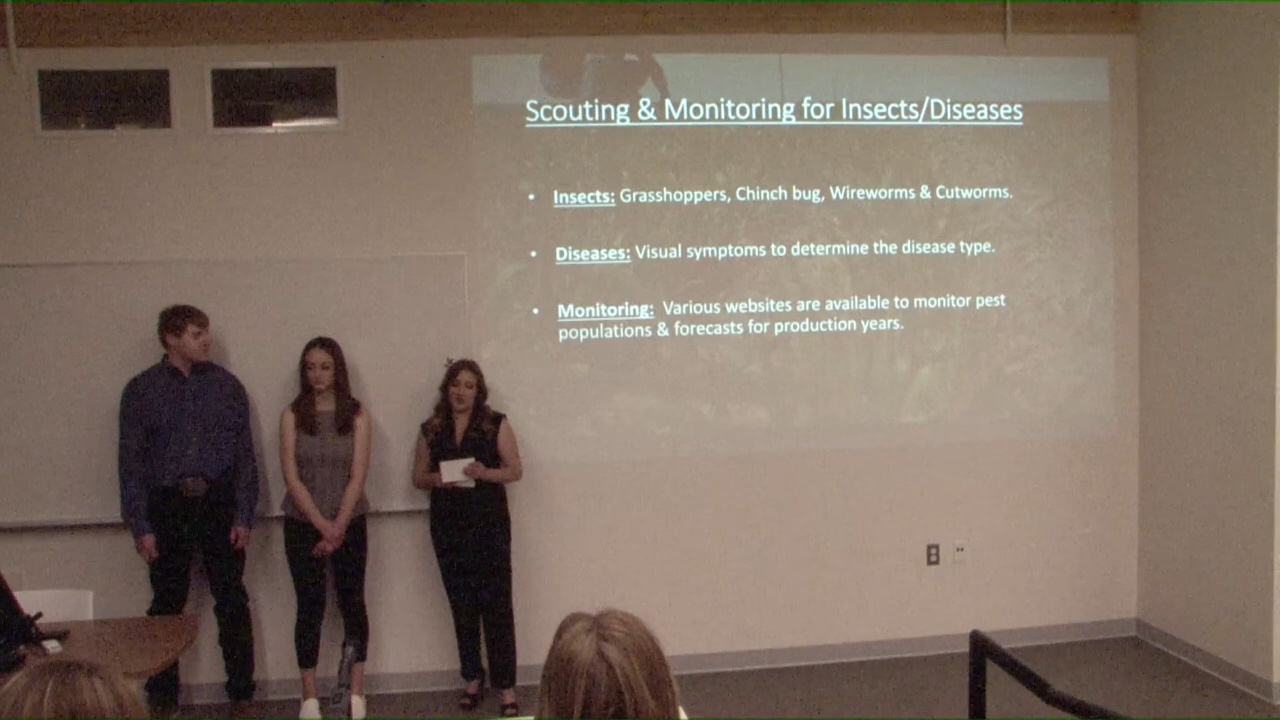 Scouting & Monitoring for Insects/Diseases
• Insects: Grasshoppers, Chinch bug, Wireworms & Cutworms.
• Diseases: Visual symptoms to determine the disease type.
• Monitoring: Various websites are available to monitor pest
populations & forecasts for production years.